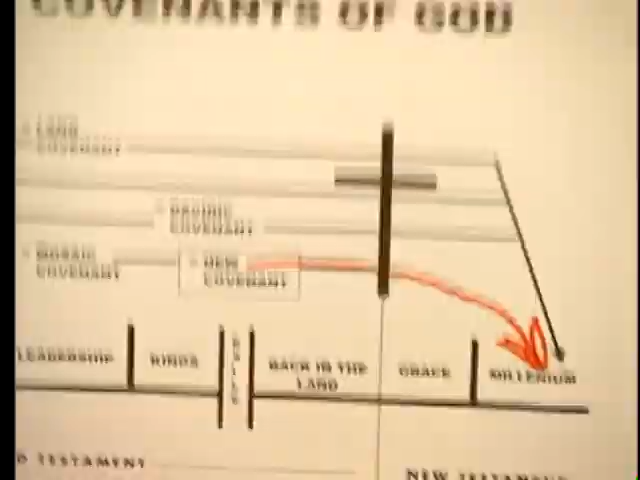 COVENANTS OF GOD
LAND
COVENANT
DAVIDIC
COVENANT
MOSAIC
COVENANT
NEW
COVENANT
LEADERSHIP
KINGS
EXILE
BACK IN THE
LAND
GRACE
MILLENIUM
D TESTAMENT
NEW TESTAMENT